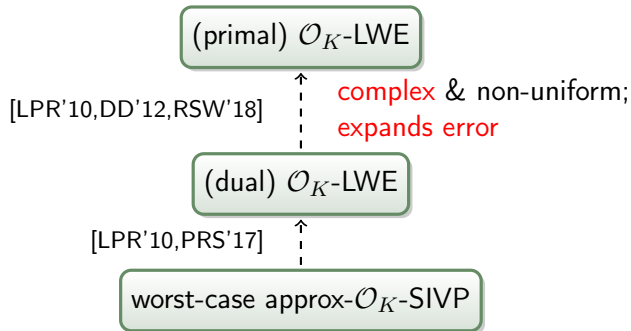 (primal) 𝒪_K-LWE
[LPR'10,DD'12,RSW'18]
complex & non-uniform;
expands error
(dual) 𝒪_K-LWE
[LPR'10,PRS'17]
worst-case approx-𝒪_K-SIVP